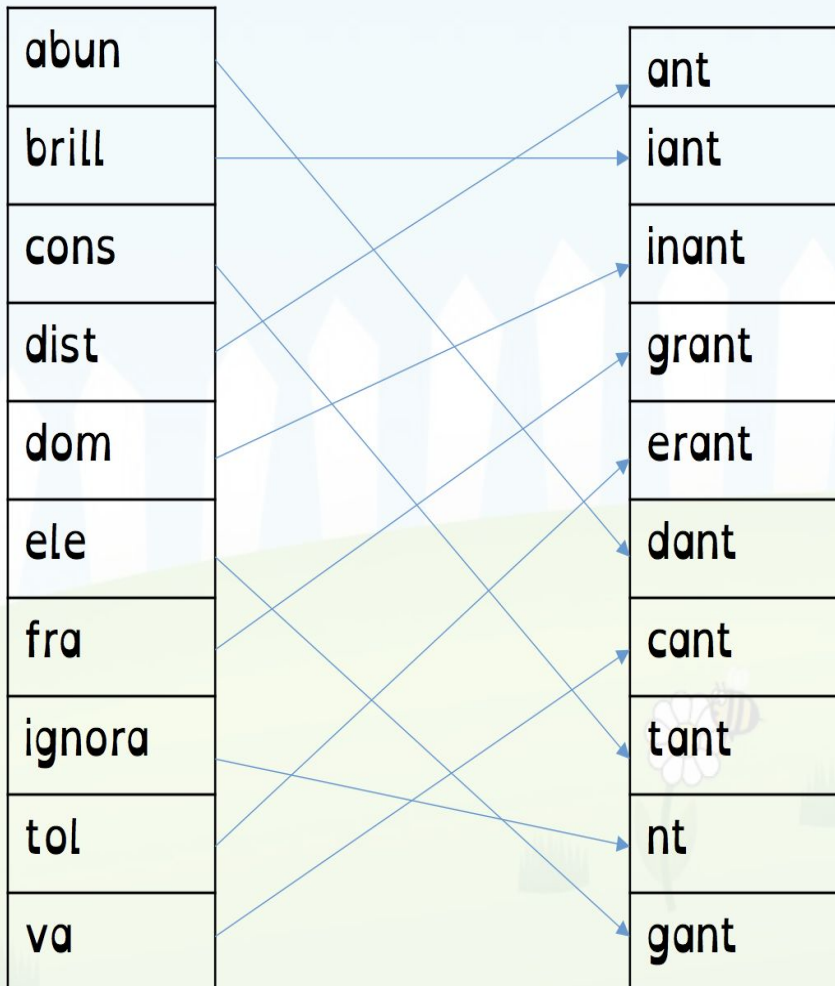 abun
brill
cons
dist
dom
ele
fra
ignora
tol
va
ant
iant
inant
grant
erant
dant
cant
tant
nt
gant